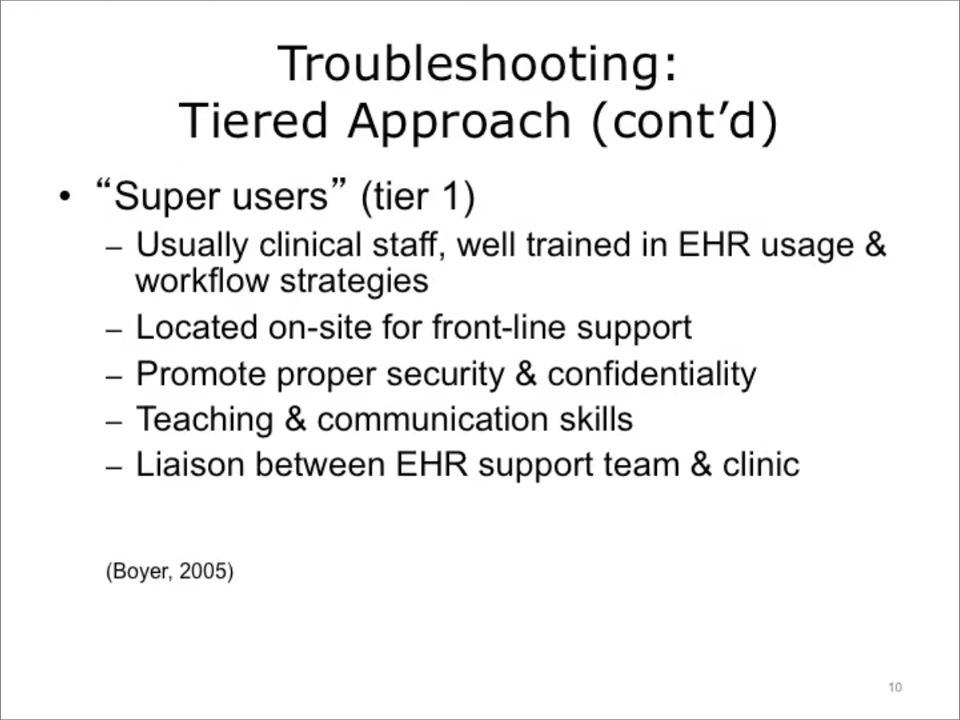 Troubleshooting:
Tiered Approach (cont’d)
• “Super users” (tier 1)
– Usually clinical staff, well trained in EHR usage &
workflow strategies
– Located on-site for front-line support
– Promote proper security & confidentiality
– Teaching & communication skills
– Liaison between EHR support team & clinic
(Boyer, 2005)
10